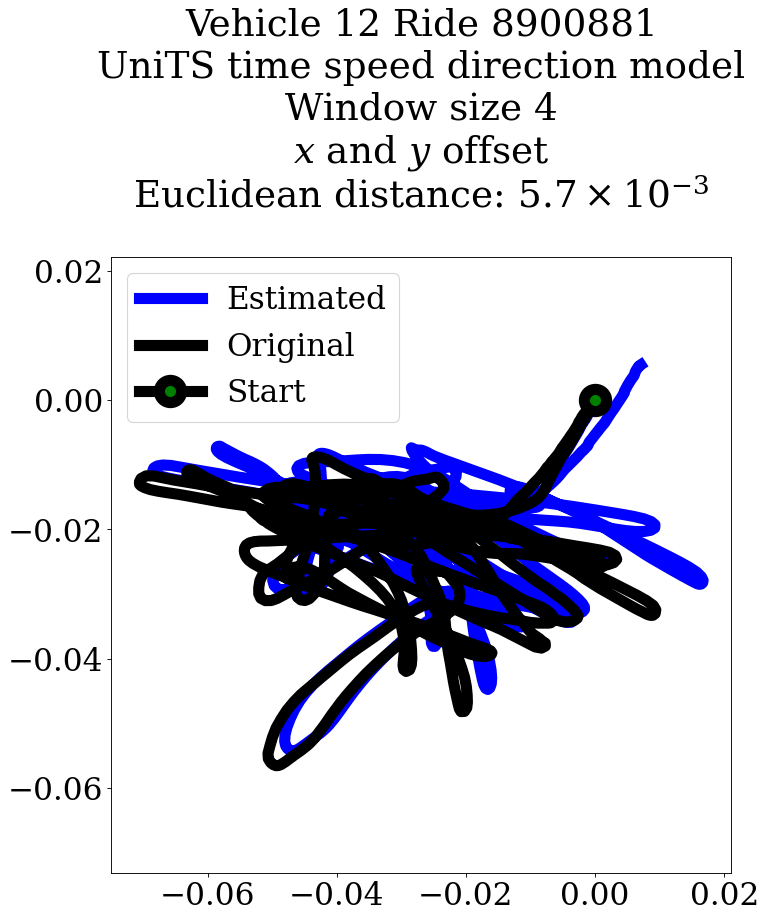 Vehicle 12 Ride 8900881
UniTS time speed direction model
Window size 4
x and y offset
Euclidean distance: 5.7 × 10⁻³
0.02
0.00
−0.02
−0.04
−0.06
Estimated
Original
Start
−0.06 −0.04 −0.02 0.00 0.02